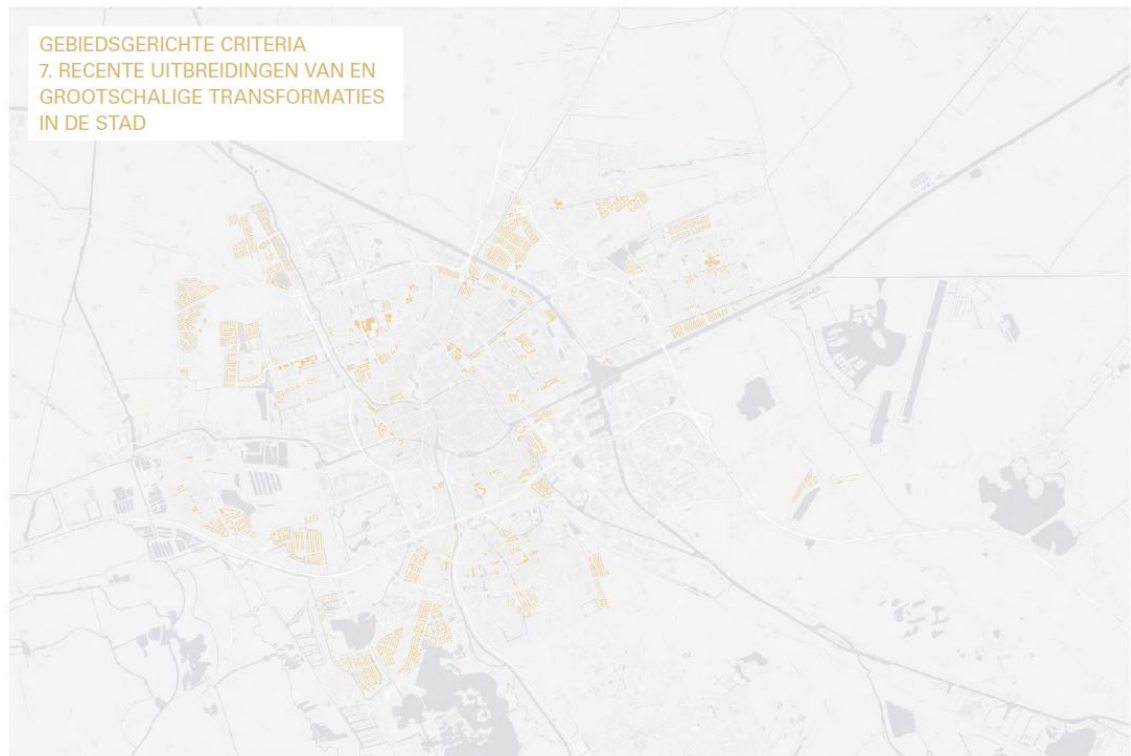 GEBIEDSGERICHTE CRITERIA
7. RECENTE UITBREIDINGEN VAN EN
GROOTSCHALIGE TRANSFORMATIES
IN DE STAD